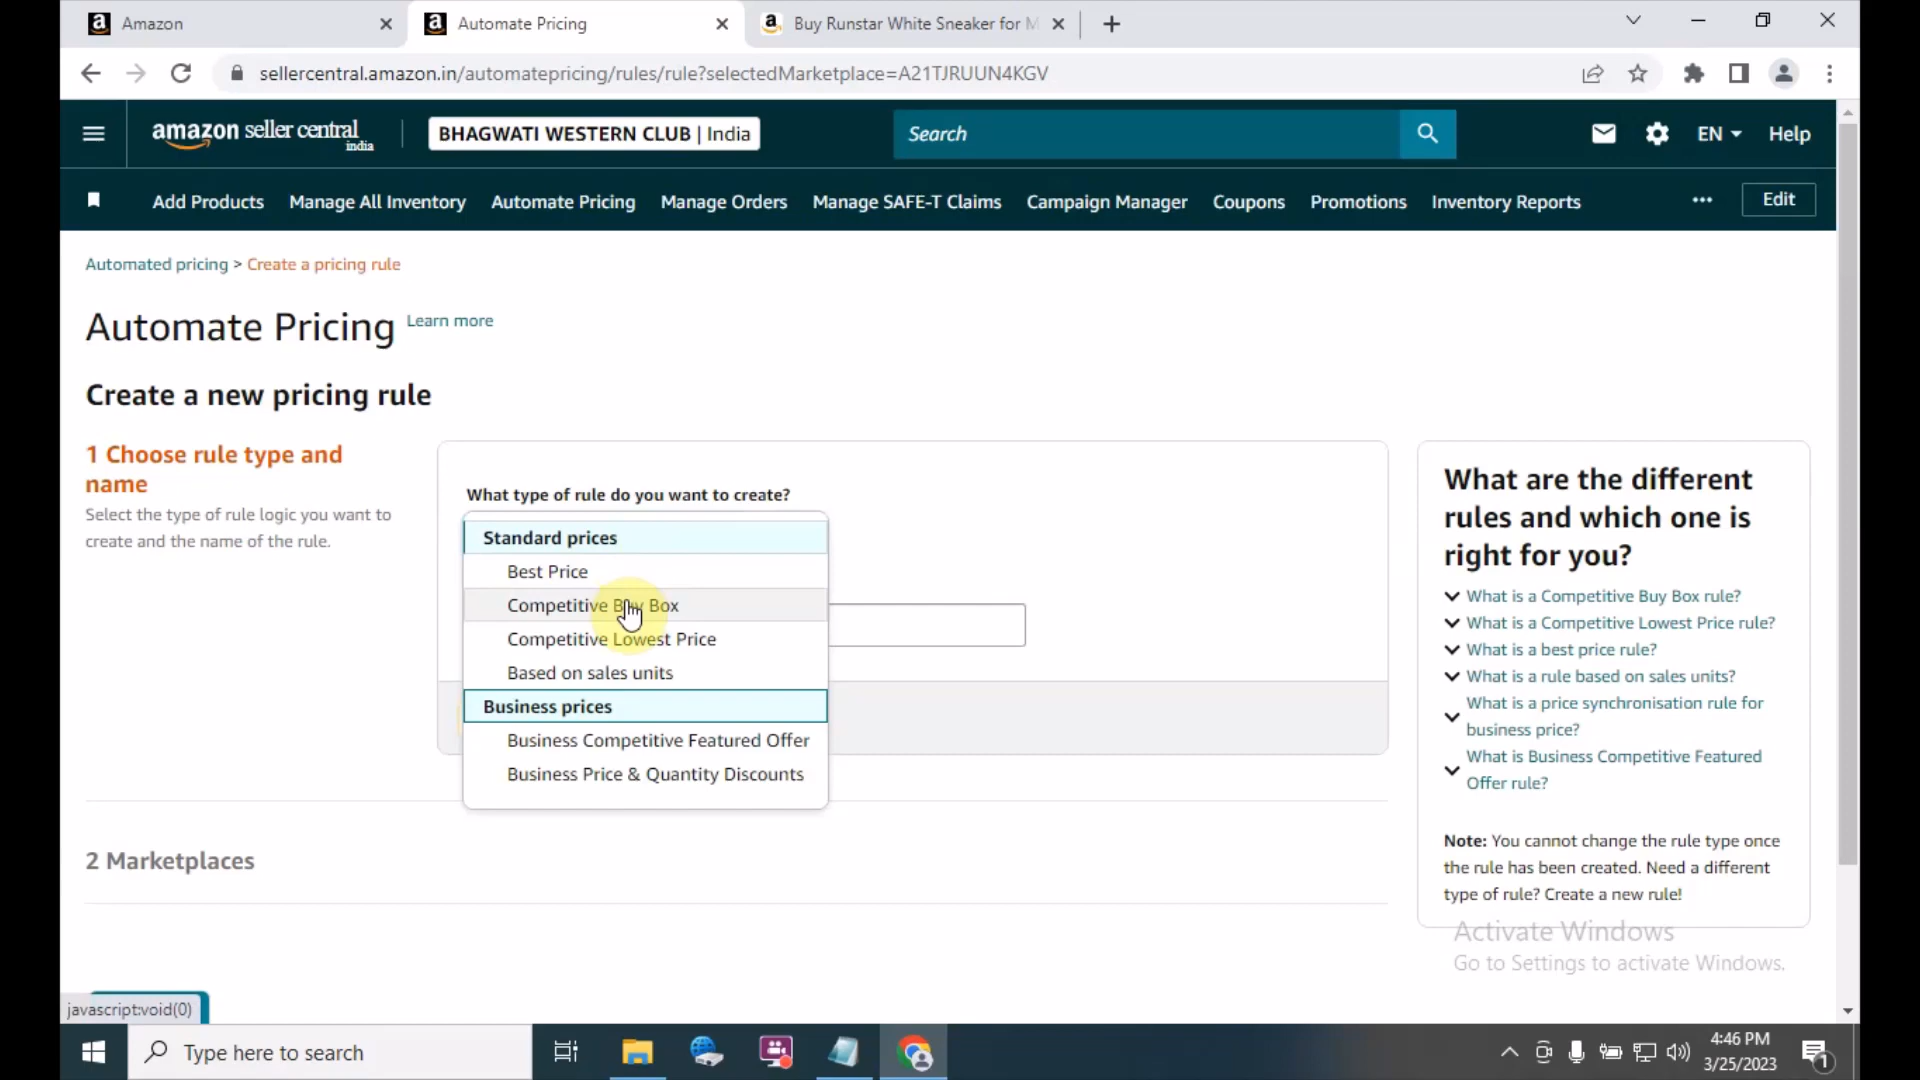 Amazon
Automate Pricing
Buy Runstar White Sneaker for M
sellercentral.amazon.in/automatepricing/rules/rule?selectedMarketplace=A21TJRUUN4KGV
amazon seller central
india
BHAGWATI WESTERN CLUB | India
Search
EN
Help
Add Products
Manage All Inventory
Automate Pricing
Manage Orders
Manage SAFE-T Claims
Campaign Manager
Coupons
Promotions
Inventory Reports
Edit
Automated pricing > Create a pricing rule
Automate Pricing
Learn more
Create a new pricing rule
1 Choose rule type and
name
Select the type of rule logic you want to
create and the name of the rule.
What type of rule do you want to create?
Standard prices
Best Price
Competitive Buy Box
Competitive Lowest Price
Based on sales units
Business prices
Business Competitive Featured Offer
Business Price & Quantity Discounts
What are the different
rules and which one is
right for you?
What is a Competitive Buy Box rule?
What is a Competitive Lowest Price rule?
What is a best price rule?
What is a rule based on sales units?
What is a price synchronisation rule for
business price?
What is Business Competitive Featured
Offer rule?
Note: You cannot change the rule type once
the rule has been created. Need a different
type of rule? Create a new rule!
2 Marketplaces
Activate Windows
Go to Settings to activate Windows.
javascript:void(0)
Type here to search
4:46 PM
3/25/2023
1